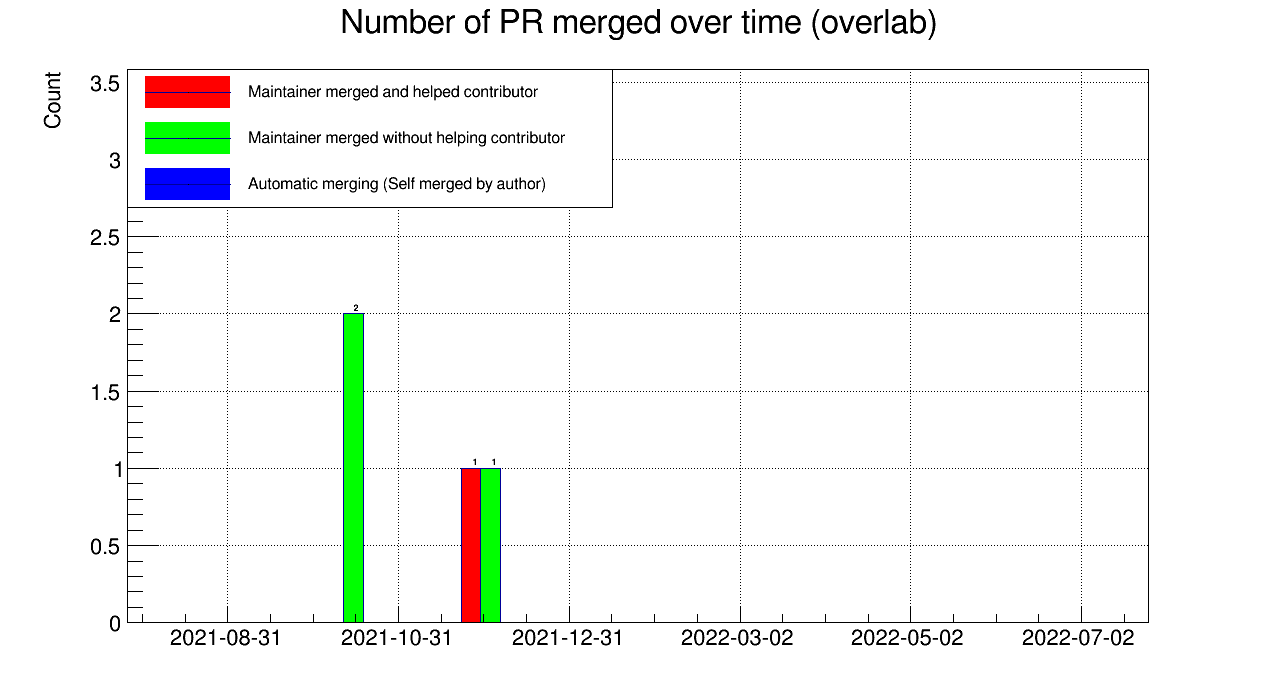 Number of PR merged over time (overlab)
Count
Maintainer merged and helped contributor
Maintainer merged without helping contributor
Automatic merging (Self merged by author)
3.5
3
2.5
2
1.5
1
0.5
0
2
1 1
2021-08-31 2021-10-31 2021-12-31 2022-03-02 2022-05-02 2022-07-02